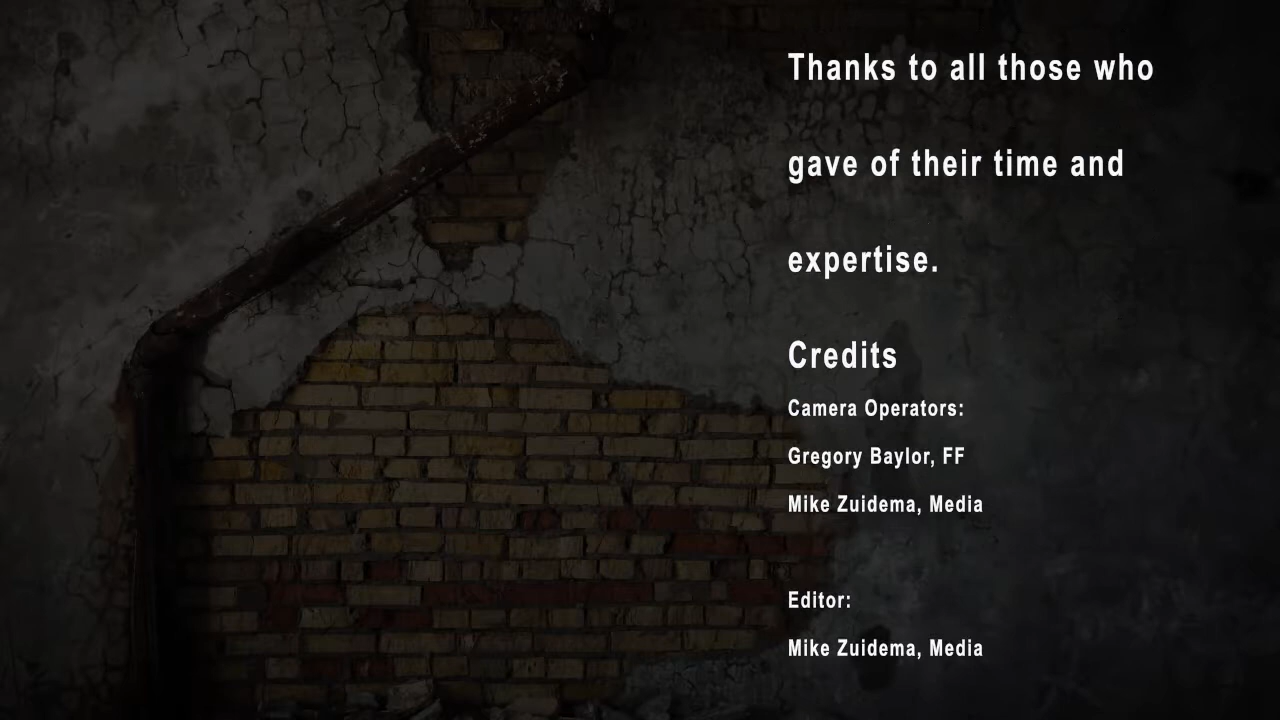 Thanks to all those who
gave of their time and
expertise.
Credits
Camera Operators:
Gregory Baylor, FF
Mike Zuidema, Media
Editor:
Mike Zuidema, Media